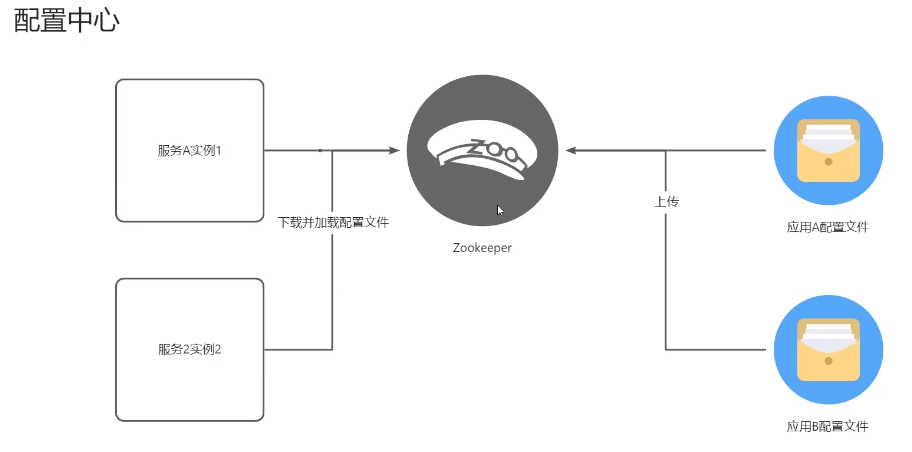 配置中心
服务A实例1
Zoo
下载并加载配置文件
上传
Zookeeper
应用A配置文件
服务2实例2
应用B配置文件